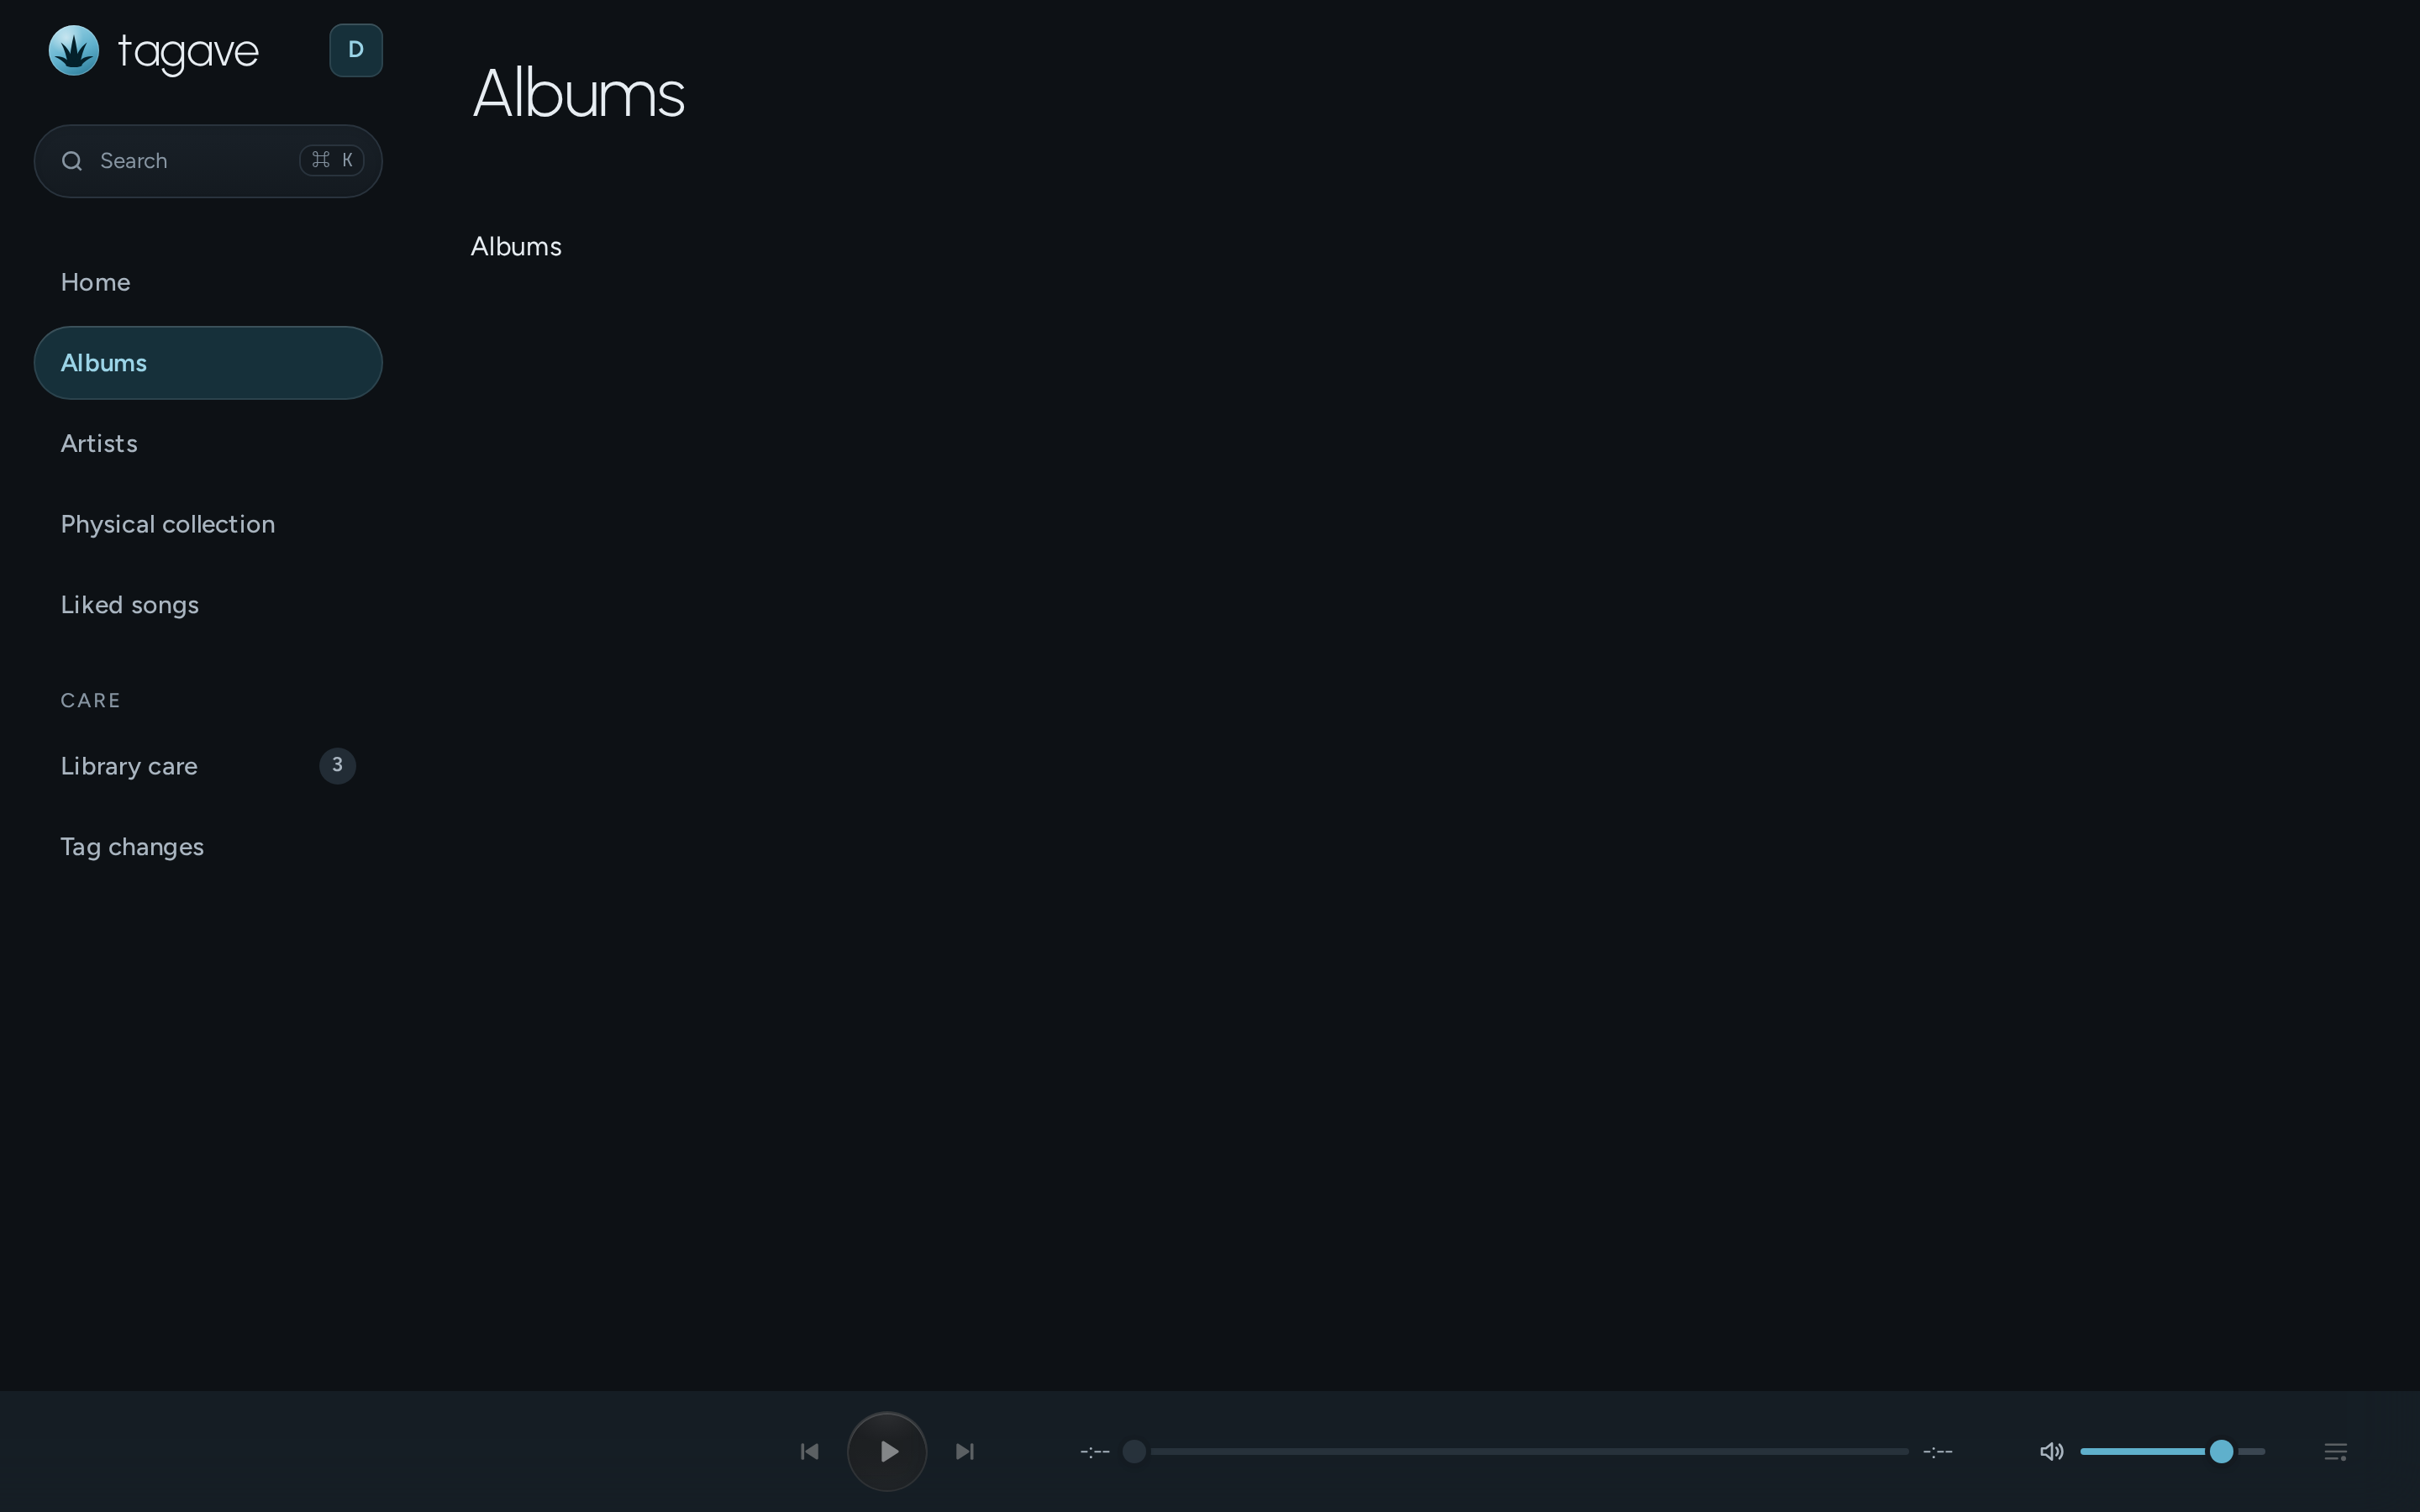 tagave
D
Search ⌘ K
Home
Albums
Artists
Physical collection
Liked songs
CARE
Library care 3
Tag changes
Albums
Albums
-:-- -:--